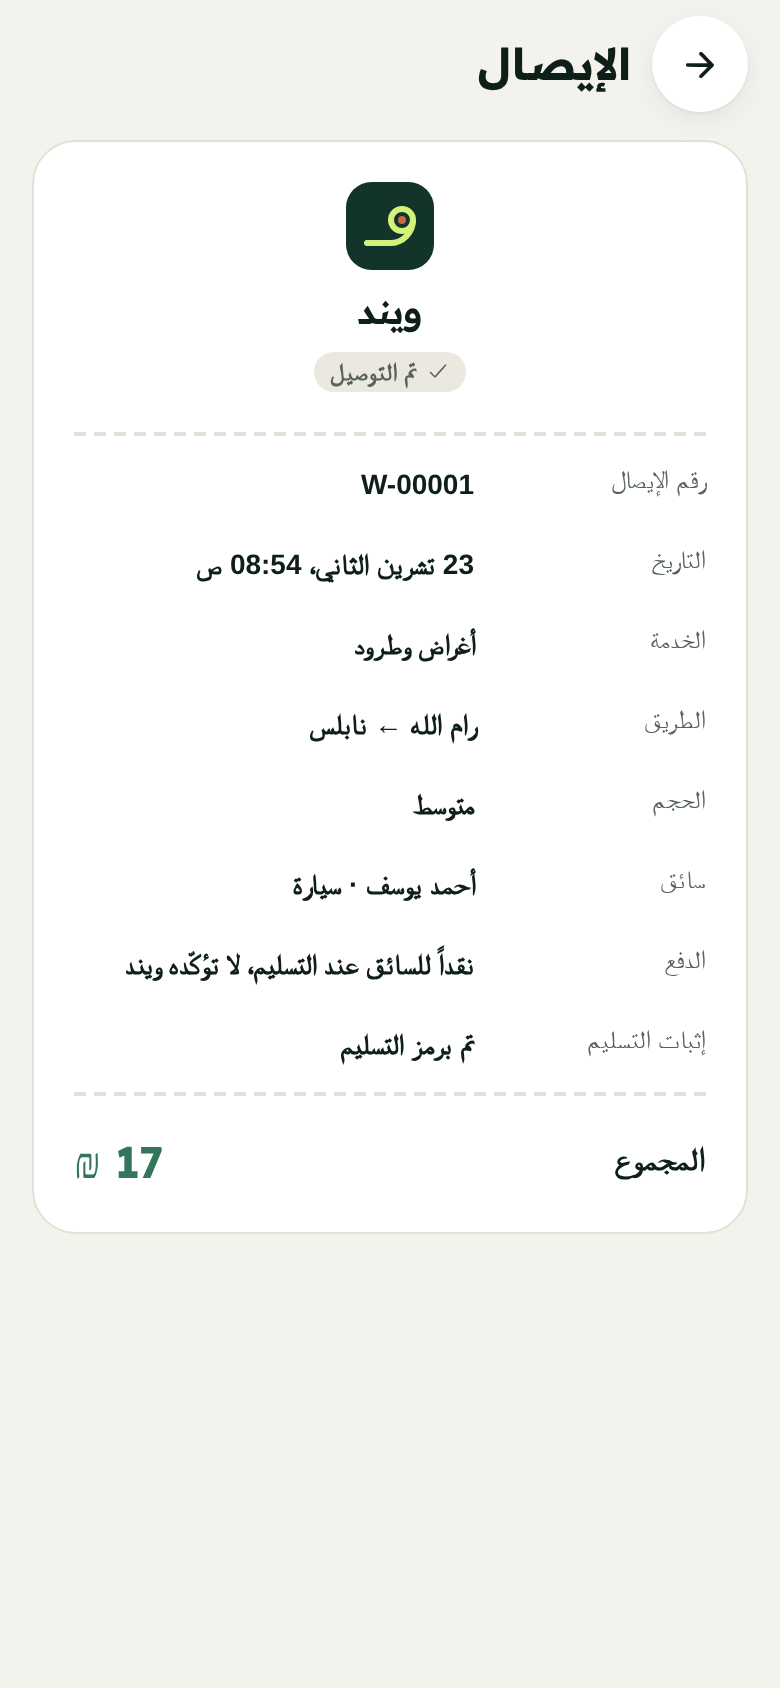 الإيصال
ويند
تم التوصيل
رقم الإيصال W-00001
التاريخ 23 تشرين الثاني، 08:54 ص
الخدمة أغراض وطرود
الطريق رام الله ← نابلس
الحجم متوسط
سائق أحمد يوسف · سيارة
الدفع نقداً للسائق عند التسليم، لا تؤكّده ويند
إثبات التسليم تم برمز التسليم
المجموع 17 ₪